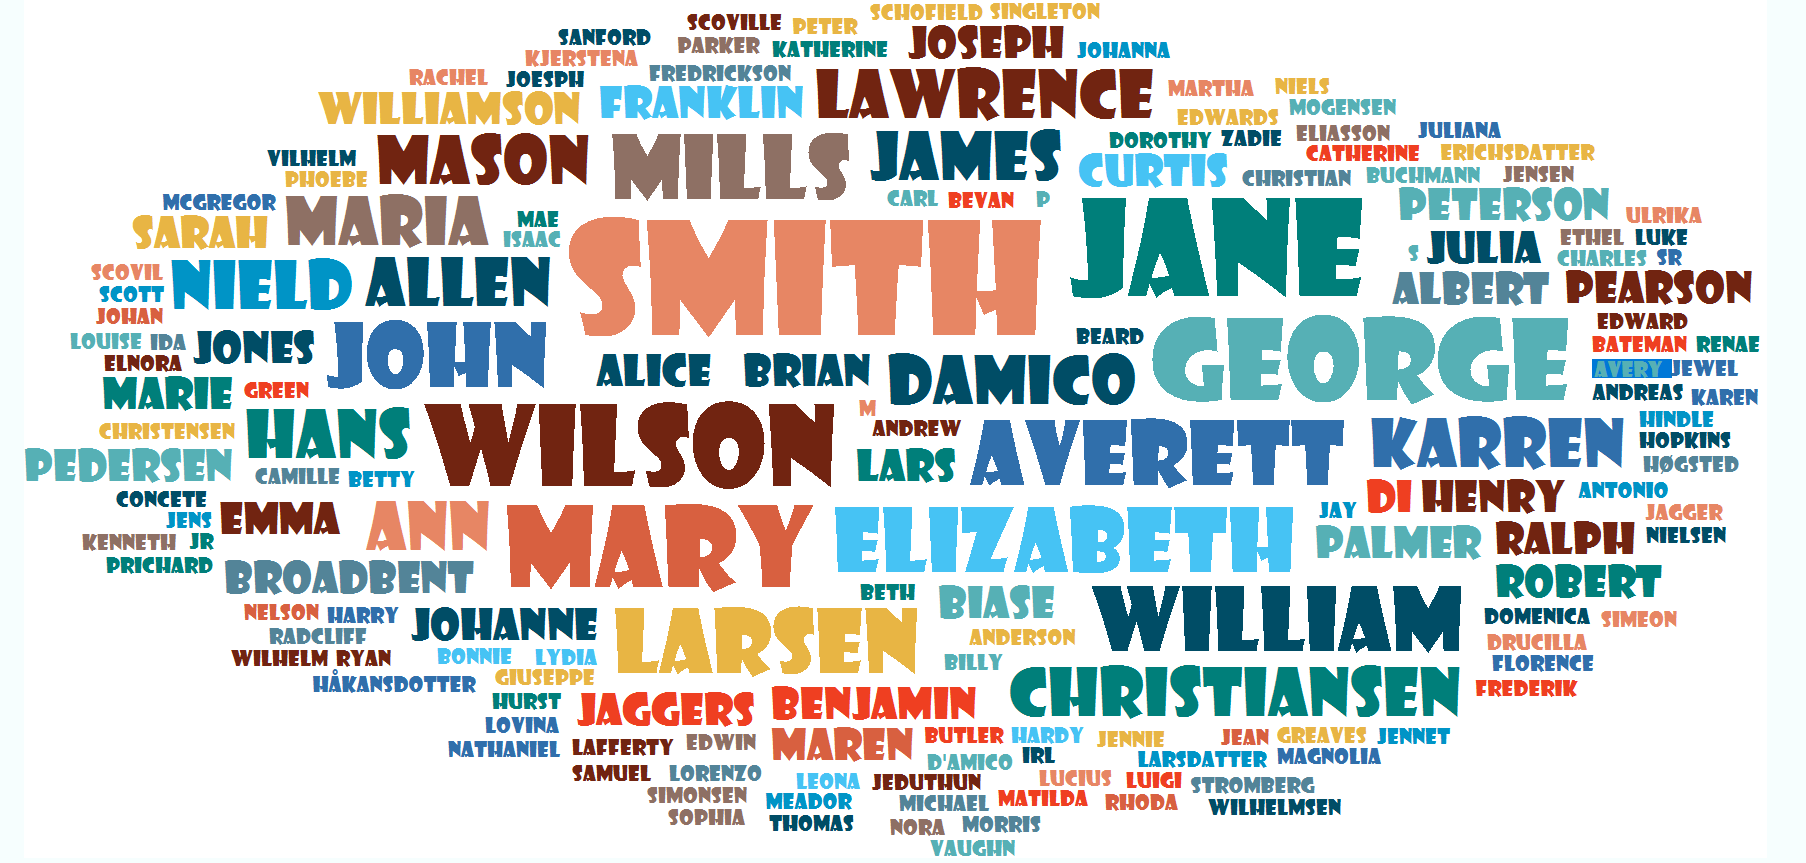 SCHOFIELD SINGLETON
SCOVILLE PETER
SANFORD PARKER KATHERINE JOSEPH JOHANNA
KJERSTENA
RACHEL JOESPH FREDRICKSON LAWRENCE MARTHA NIELS
WILLIAMSON FRANKLIN EDWARDS MOGENSEN
MASON MILLS JAMES DOROTHY ZADIE ELIASSON JULIANA
VILHELM CURTIS CATHERINE ERICHSDATTER
PHOEBE CHRISTIAN BUCHMANN JENSEN
MCGREGOR MARIA CARL BEVAN P PETERSON ULRIKA
SARAH MAE SMITH JANE
ISAAC S JULIA ETHEL LUKE
SCOVIL NIELD ALLEN CHARLES SR
SCOTT ALBERT PEARSON
JOHAN EDWARD
LOUISE IDA JONES JOHN BEARD GEORGE BATEMAN RENAE
ELNORA ALICE BRIAN DAMICO AVERY JEWEL
MARIE GREEN ANDREAS KAREN
CHRISTENSEN HANS WILSON M ANDREW AVERETT KARREN HINDLE
HOPKINS
PEDERSEN CAMILLE BETTY LARS HØGSTED
CONCETE EMMA ANN MARY ELIZABETH JAY DI HENRY ANTONIO
JENS JAGGER
KENNETH JR PALMER RALPH NIELSEN
PRICHARD BROADBENT BETH BIASE WILLIAM ROBERT
NELSON HARRY JOHANNE LARSEN DOMENICA SIMEON
RADCLIFF ANDERSON DRUCILLA
WILHELM RYAN BONNIE LYDIA BILLY FLORENCE
HÅKANSDOTTER GIUSEPPE CHRISTIANSEN FREDERIK
HURST JAGGERS BENJAMIN
LOVINA
NATHANIEL LAFFERTY EDWIN MAREN BUTLER HARDY JENNIE JEAN GREAVES JENNET
D'AMICO IRL LARSDATTER MAGNOLIA
SAMUEL LORENZO LEONA JEDUTHUN LUCIUS LUIGI STROMBERG
SIMONSEN MEADOR MICHAEL MATILDA RHODA WILHELMSEN
SOPHIA THOMAS NORA MORRIS
VAUGHN